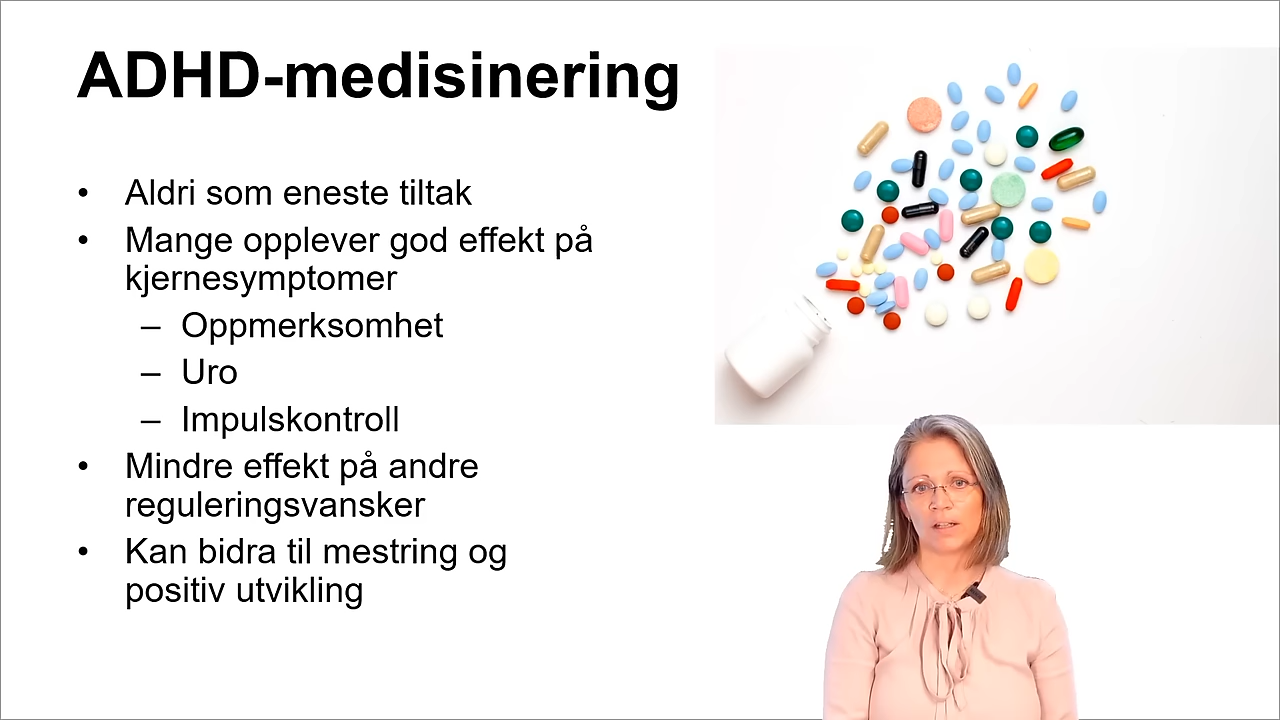 ADHD-medisinering
• Aldri som eneste tiltak
• Mange opplever god effekt på
kjernesymptomer
– Oppmerksomhet
– Uro
– Impulskontroll
• Mindre effekt på andre
reguleringsvansker
• Kan bidra til mestring og
positiv utvikling